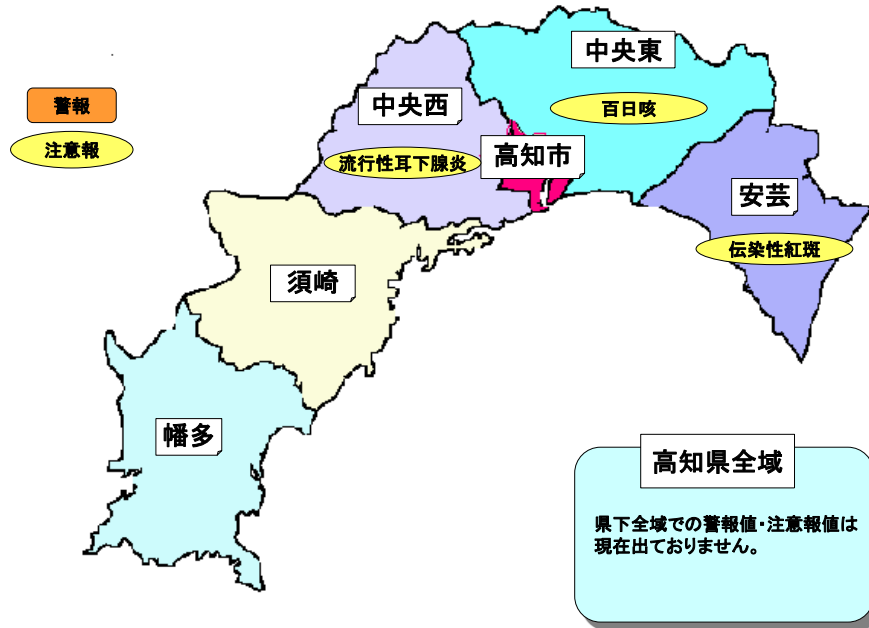 中央東
警報
中央西
百日咳
注意報
流行性耳下腺炎
高知市
安芸
伝染性紅斑
須崎
幡多
高知県全域
県下全域での警報値・注意報値は
現在出ておりません。